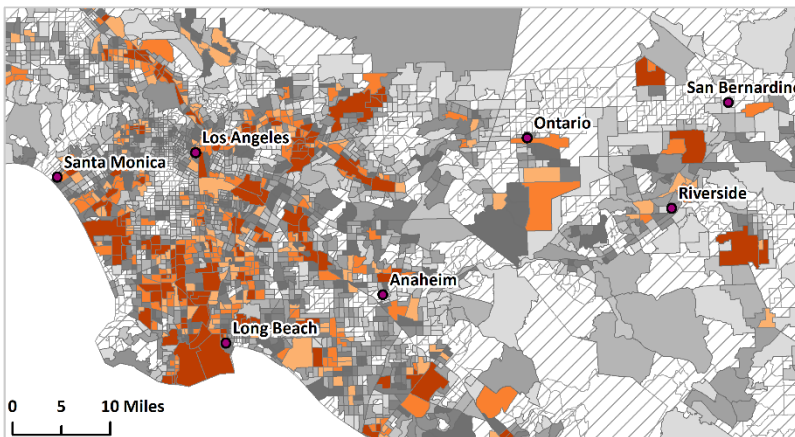 San Bernardino
Ontario
Los Angeles
Santa Monica
Riverside
Anaheim
Long Beach
0 5 10 Miles